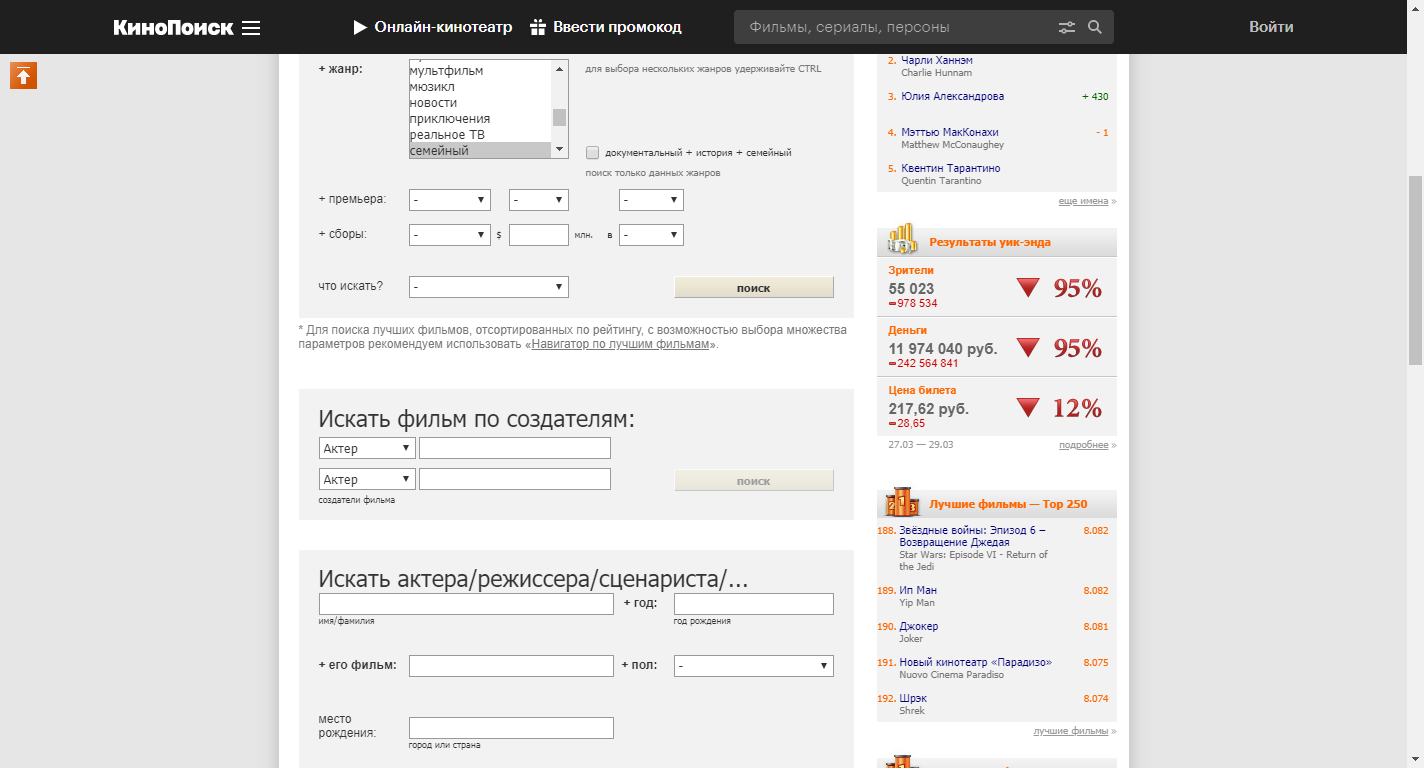 КиноПоиск
Онлайн-кинотеатр
Ввести промокод
Фильмы, сериалы, персоны
Войти
+ жанр:
мультфильм
мюзикл
новости
приключения
реальное ТВ
семейный
для выбора нескольких жанров удерживайте CTRL
документальный + история + семейный
поиск только данных жанров
+ премьера:
-
-
-
+ сборы:
-
$
млн.
в
-
что искать?
-
поиск
* Для поиска лучших фильмов, отсортированных по рейтингу, с возможностью выбора множества
параметров рекомендуем использовать «Навигатор по лучшим фильмам».
Искать фильм по создателям:
Актер
Актер
поиск
создатели фильма
Искать актера/режиссера/сценариста/...
+ год:
имя/фамилия
год рождения
+ его фильм:
+ пол:
-
место
рождения:
город или страна
2. Чарли Ханнэм
Charlie Hunnam
3. Юлия Александрова
+ 430
4. Мэттью МакКонахи
- 1
Matthew McConaughey
5. Квентин Тарантино
Quentin Tarantino
еще имена »
Результаты уик-энда
Зрители
55 023
978 534
95%
Деньги
11 974 040 руб.
242 564 841
95%
Цена билета
217,62 руб.
28,65
12%
27.03 — 29.03
подробнее »
Лучшие фильмы — Top 250
188. Звёздные войны: Эпизод 6 –
Возвращение Джедая
8.082
Star Wars: Episode VI - Return of
the Jedi
189. Ип Ман
8.082
Yip Man
190. Джокер
8.081
Joker
191. Новый кинотеатр «Парадизо»
8.075
Nuovo Cinema Paradiso
192. Шрэк
8.074
Shrek
лучшие фильмы »